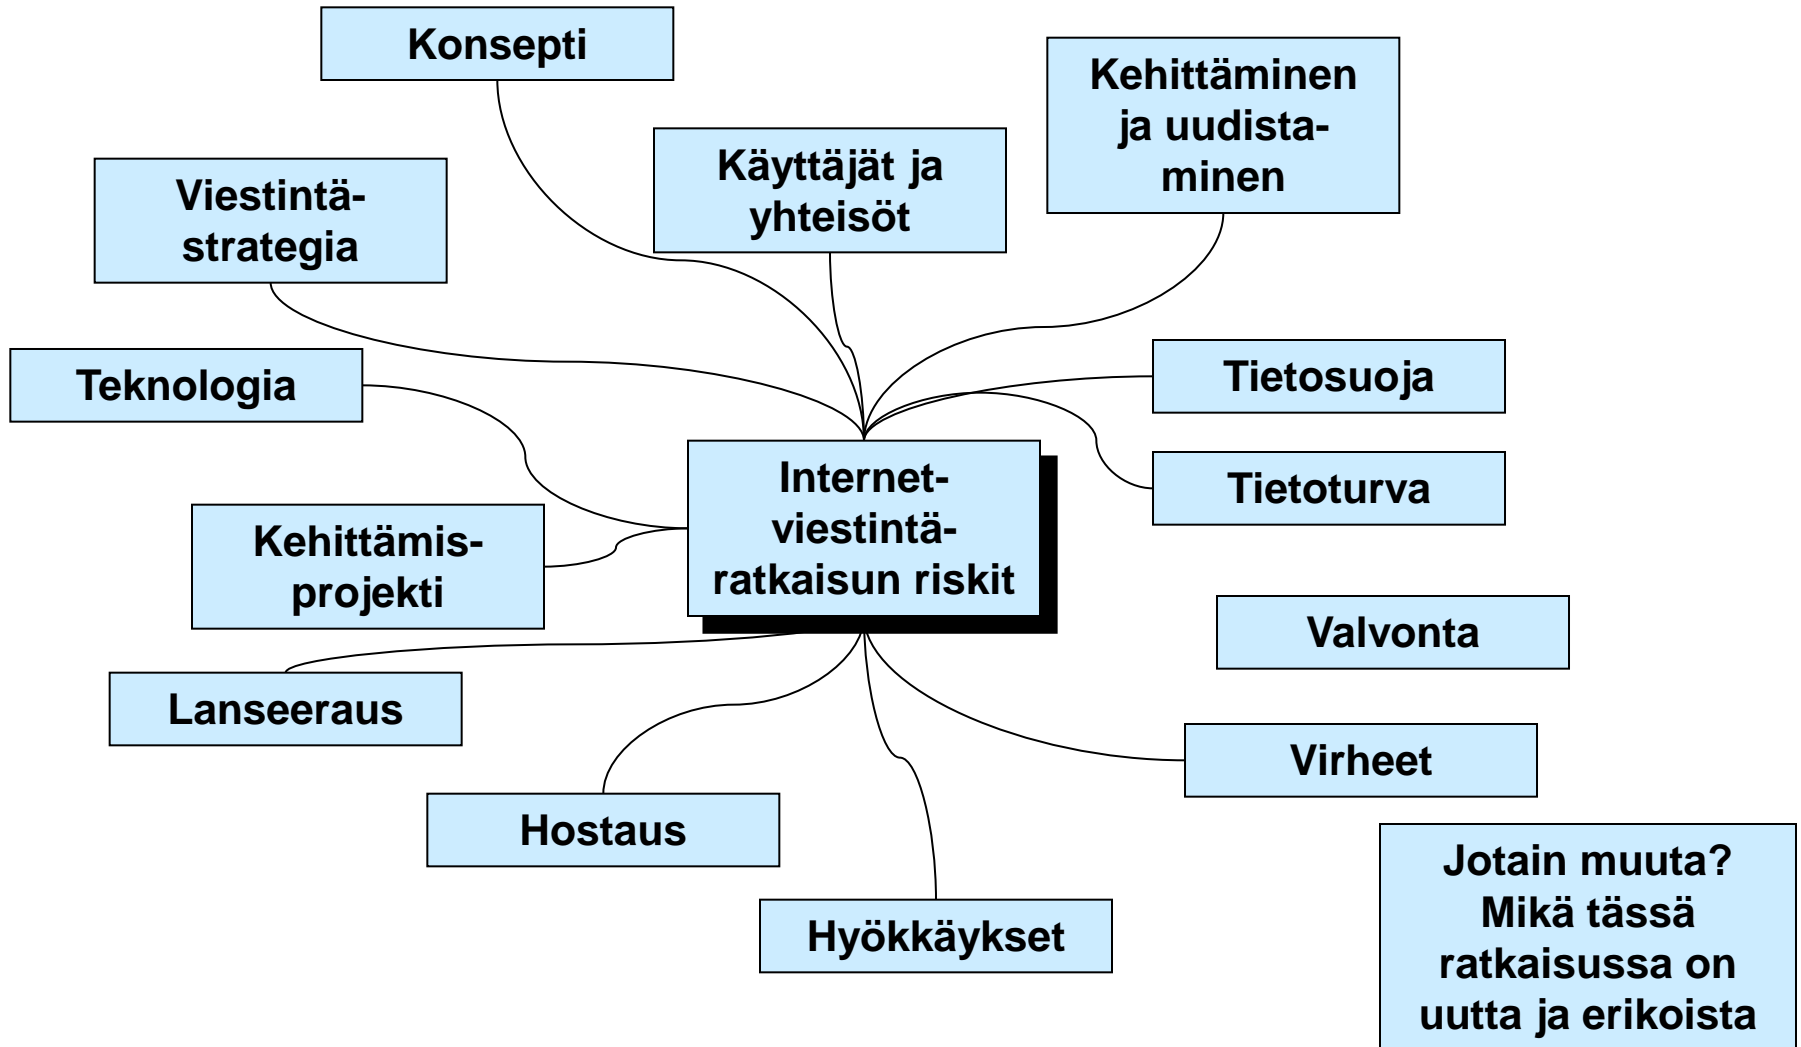 Konsepti
Kehittäminen
ja uudista-
minen
Käyttäjät ja
yhteisöt
Viestintä-
strategia
Teknologia
Tietosuoja
Internet-
viestintä-
ratkaisun riskit
Tietoturva
Kehittämis-
projekti
Valvonta
Lanseeraus
Virheet
Hostaus
Jotain muuta?
Mikä tässä
ratkaisussa on
uutta ja erikoista
Hyökkäykset